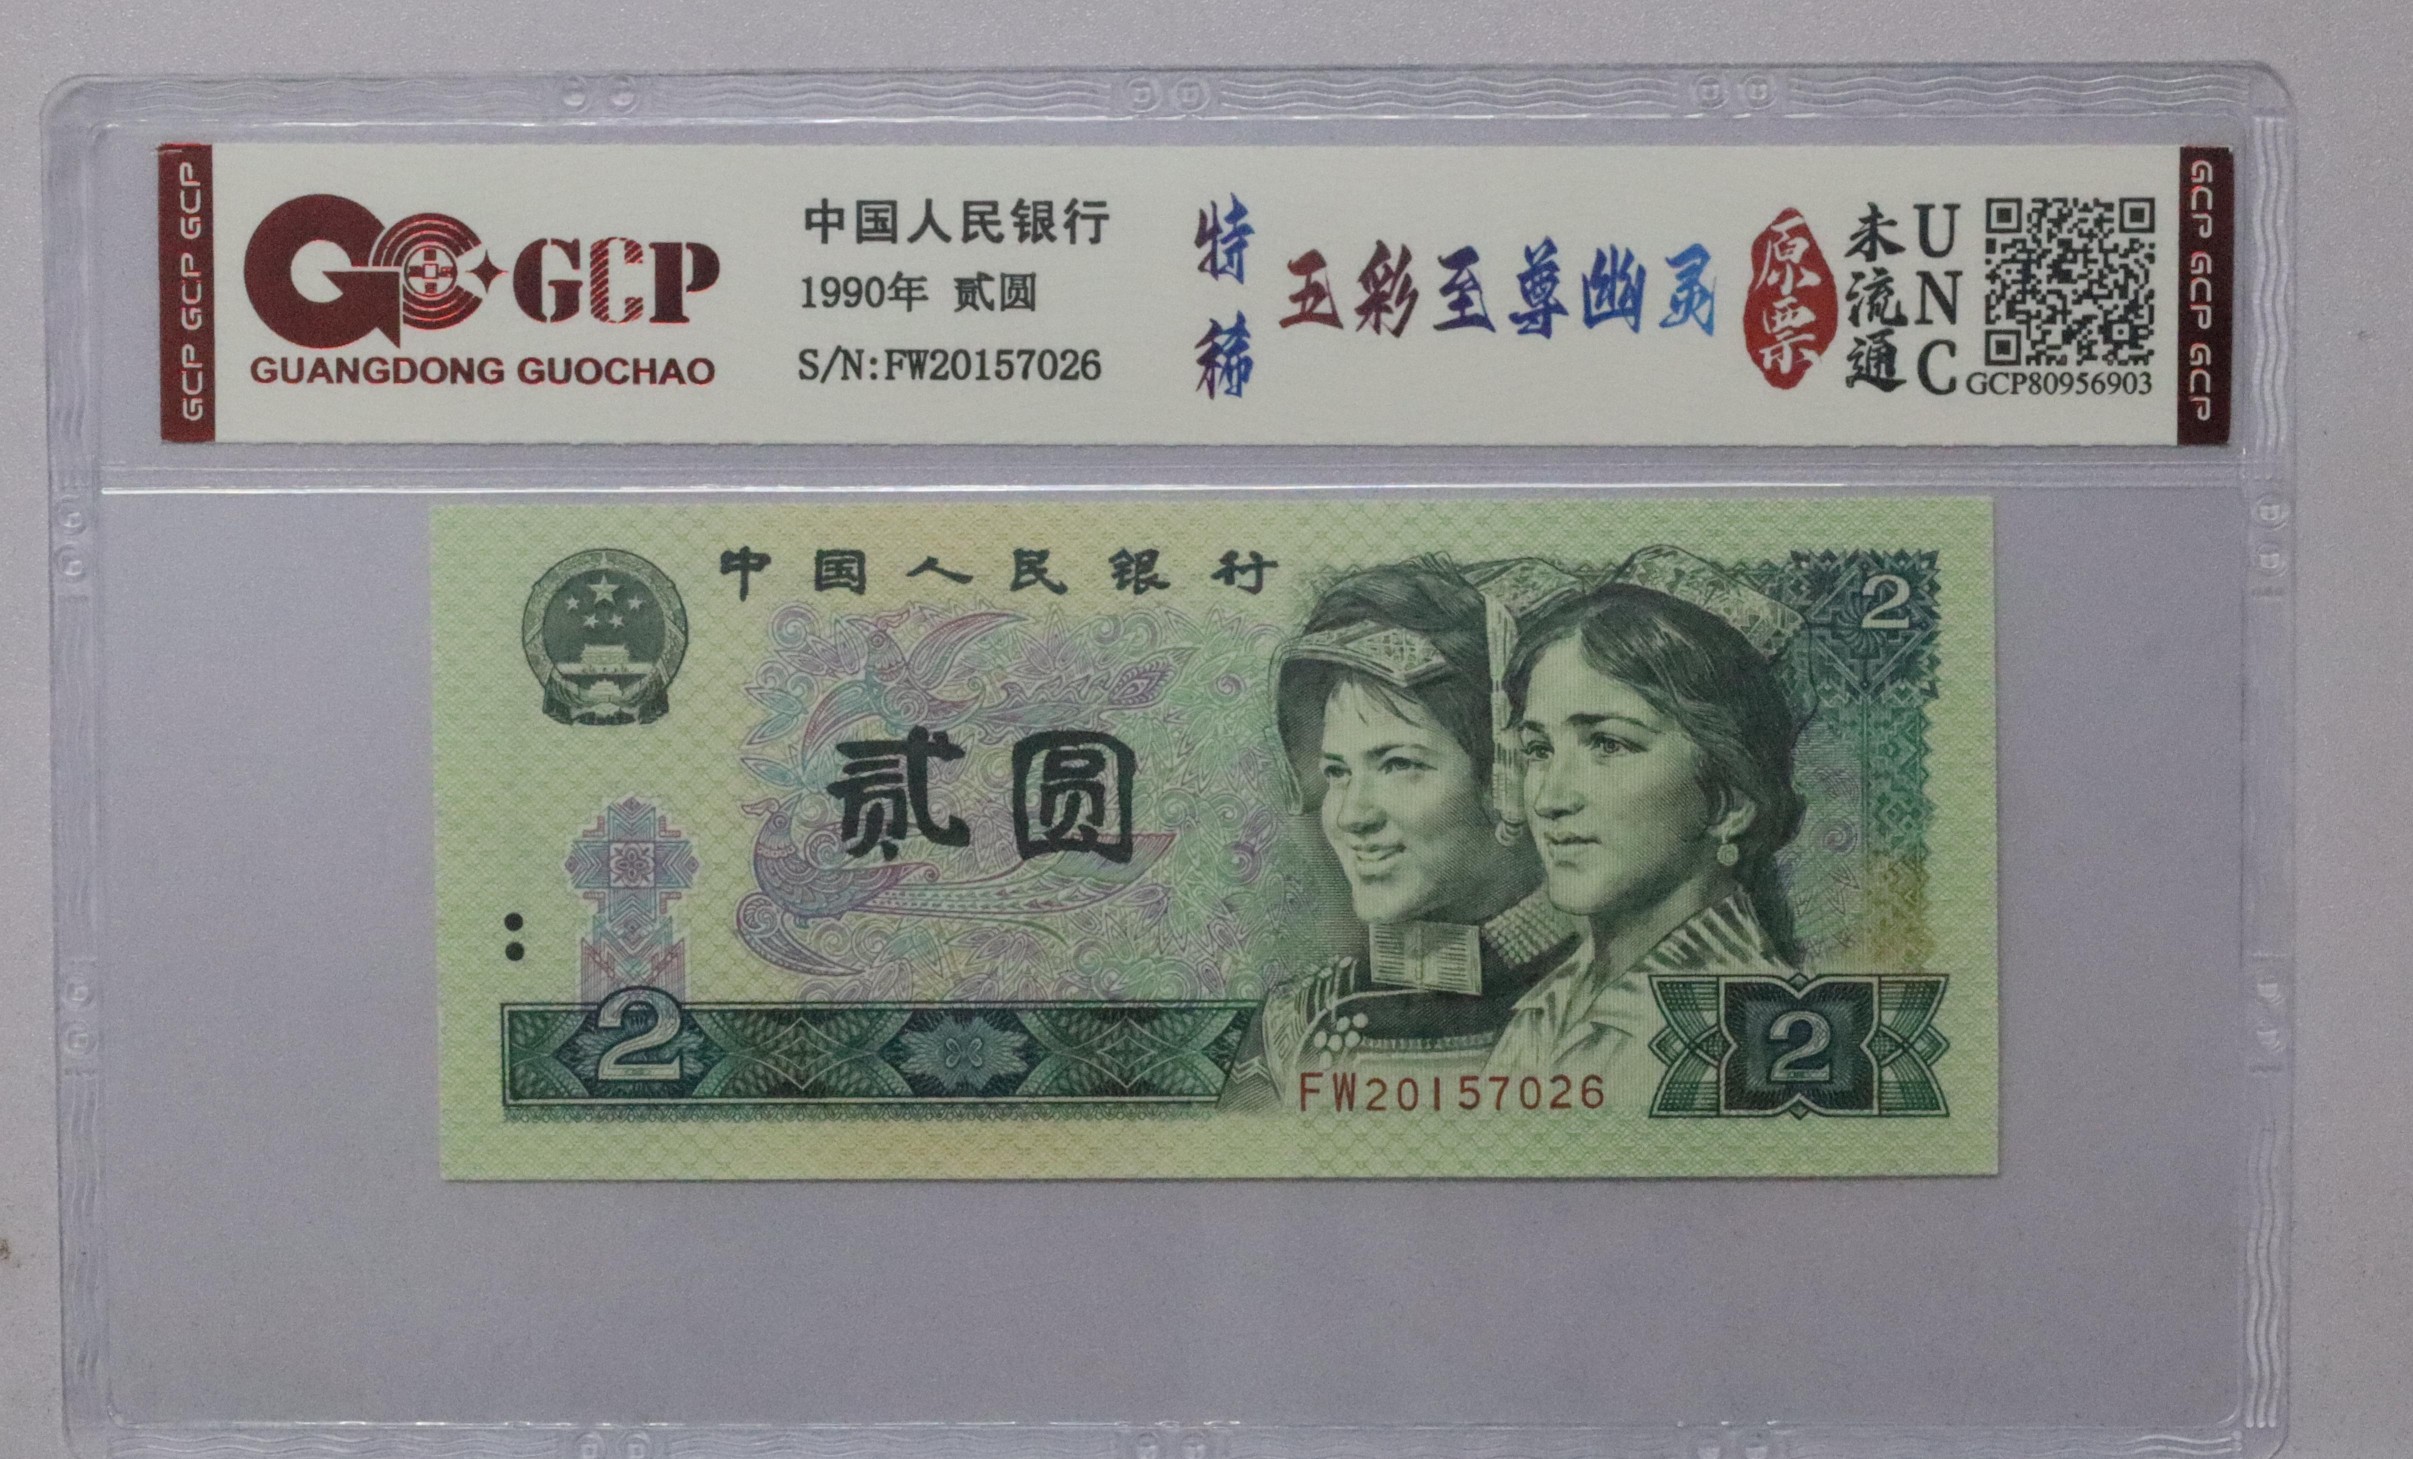 GCP GCP GCP
GCP
GUANGDONG GUOCHAO
中国人民银行
1990年 贰圆
S/N:FW20157026
特稀
五彩至尊幽灵
原票
未流通
UNC
GCP80956903
GCP GCP GCP
中国人民银行
2
贰圆
2
2
FW20157026